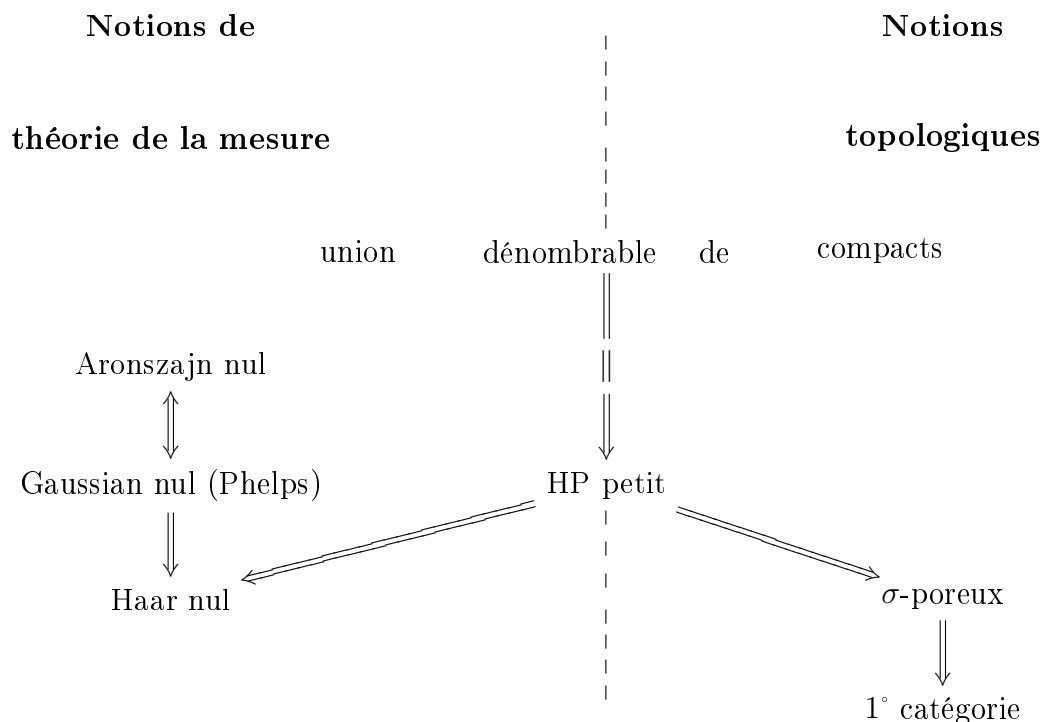 Notions de Notions
théorie de la mesure topologiques
union dénombrable de compacts
Aronszajn nul
Gaussian nul (Phelps) HP petit
Haar nul σ-poreux
1° catégorie